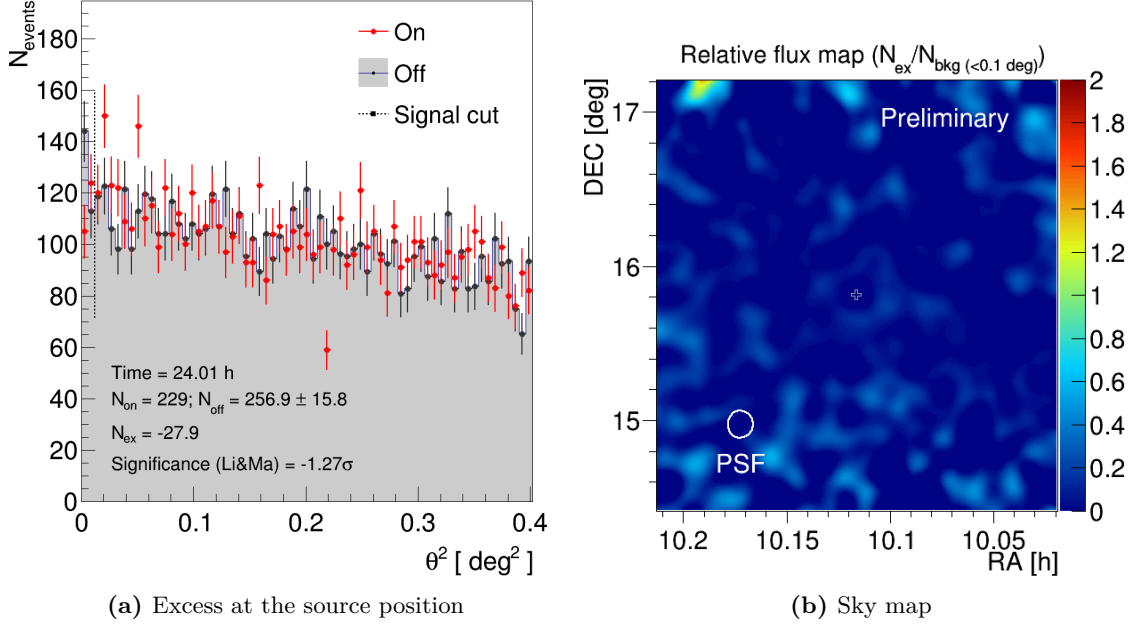 N_events
180
160
140
120
100
80
60
40
20
0
On
Off
Signal cut
Time = 24.01 h
N_on = 229; N_off = 256.9 ± 15.8
N_ex = -27.9
Significance (Li&Ma) = -1.27σ
0 0.1 0.2 0.3 0.4
θ² [ deg² ]
(a) Excess at the source position
Relative flux map (N_ex/N_bkg (<0.1 deg))
DEC [deg]
17
16
15
Preliminary
PSF
2
1.8
1.6
1.4
1.2
1
0.8
0.6
0.4
0.2
0
10.2 10.15 10.1 10.05
RA [h]
(b) Sky map